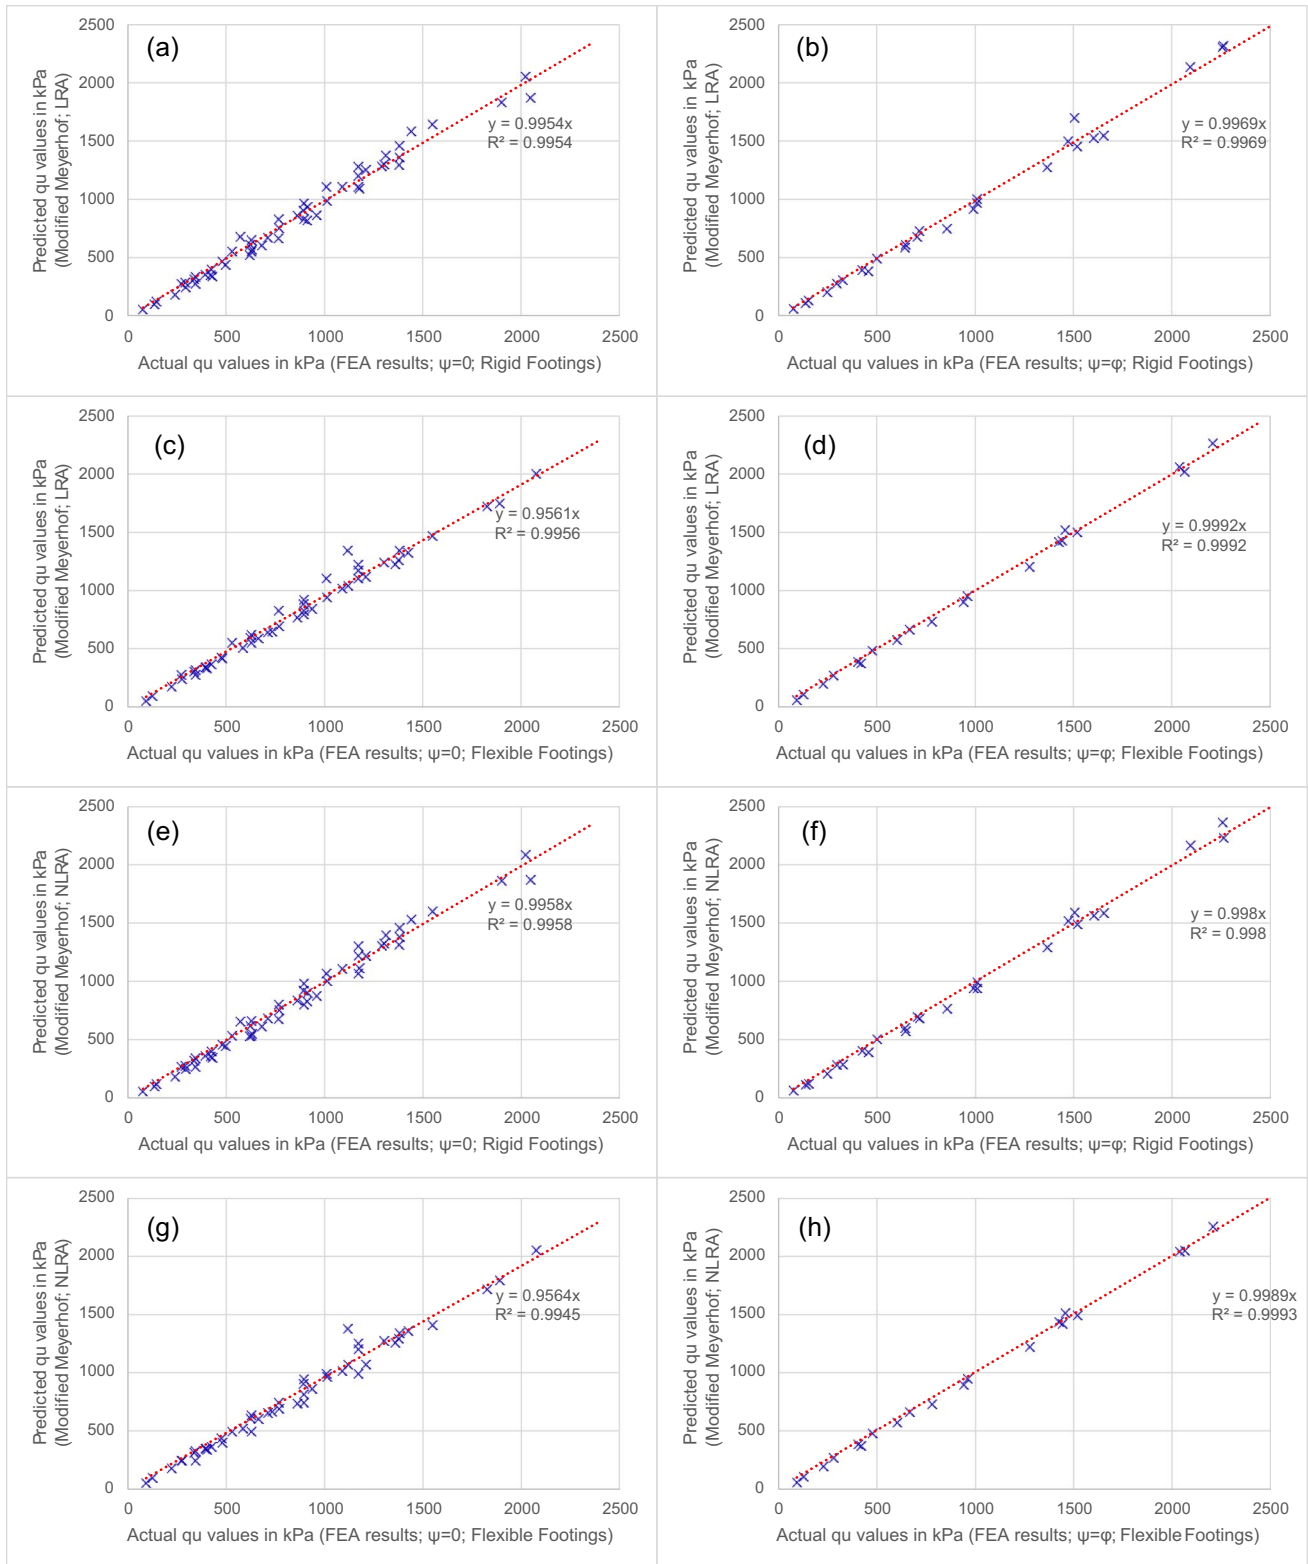 (a)
Predicted qu values in kPa
(Modified Meyerhof; LRA)
2500
2000
1500
1000
500
0
y = 0.9954x
R² = 0.9954
0 500 1000 1500 2000 2500
Actual qu values in kPa (FEA results; ψ=0; Rigid Footings)
(b)
Predicted qu values in kPa
(Modified Meyerhof; LRA)
2500
2000
1500
1000
500
0
y = 0.9969x
R² = 0.9969
0 500 1000 1500 2000 2500
Actual qu values in kPa (FEA results; ψ=φ; Rigid Footings)
(c)
Predicted qu values in kPa
(Modified Meyerhof; LRA)
2500
2000
1500
1000
500
0
y = 0.9561x
R² = 0.9956
0 500 1000 1500 2000 2500
Actual qu values in kPa (FEA results; ψ=0; Flexible Footings)
(d)
Predicted qu values in kPa
(Modified Meyerhof; LRA)
2500
2000
1500
1000
500
0
y = 0.9992x
R² = 0.9992
0 500 1000 1500 2000 2500
Actual qu values in kPa (FEA results; ψ=φ; Flexible Footings)
(e)
Predicted qu values in kPa
(Modified Meyerhof; NLRA)
2500
2000
1500
1000
500
0
y = 0.9958x
R² = 0.9958
0 500 1000 1500 2000 2500
Actual qu values in kPa (FEA results; ψ=0; Rigid Footings)
(f)
Predicted qu values in kPa
(Modified Meyerhof; NLRA)
2500
2000
1500
1000
500
0
y = 0.998x
R² = 0.998
0 500 1000 1500 2000 2500
Actual qu values in kPa (FEA results; ψ=φ; Rigid Footings)
(g)
Predicted qu values in kPa
(Modified Meyerhof; NLRA)
2500
2000
1500
1000
500
0
y = 0.9564x
R² = 0.9945
0 500 1000 1500 2000 2500
Actual qu values in kPa (FEA results; ψ=0; Flexible Footings)
(h)
Predicted qu values in kPa
(Modified Meyerhof; NLRA)
2500
2000
1500
1000
500
0
y = 0.9989x
R² = 0.9993
0 500 1000 1500 2000 2500
Actual qu values in kPa (FEA results; ψ=φ; Flexible Footings)